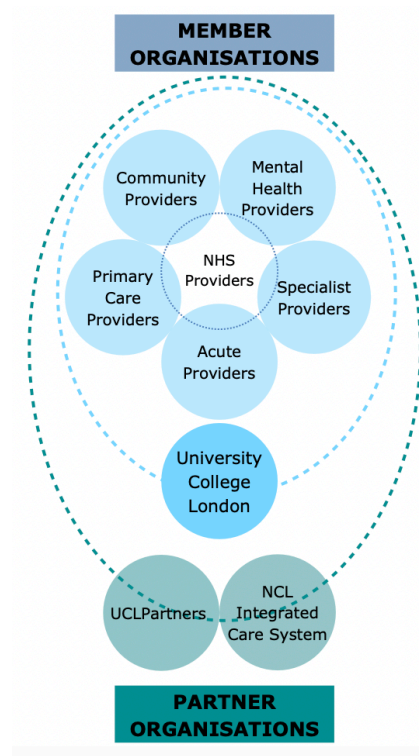 MEMBER
ORGANISATIONS
Community
Providers
Mental
Health
Providers
NHS
Providers
Primary
Care
Providers
Specialist
Providers
Acute
Providers
University
College
London
UCLPartners
NCL
Integrated
Care System
PARTNER
ORGANISATIONS